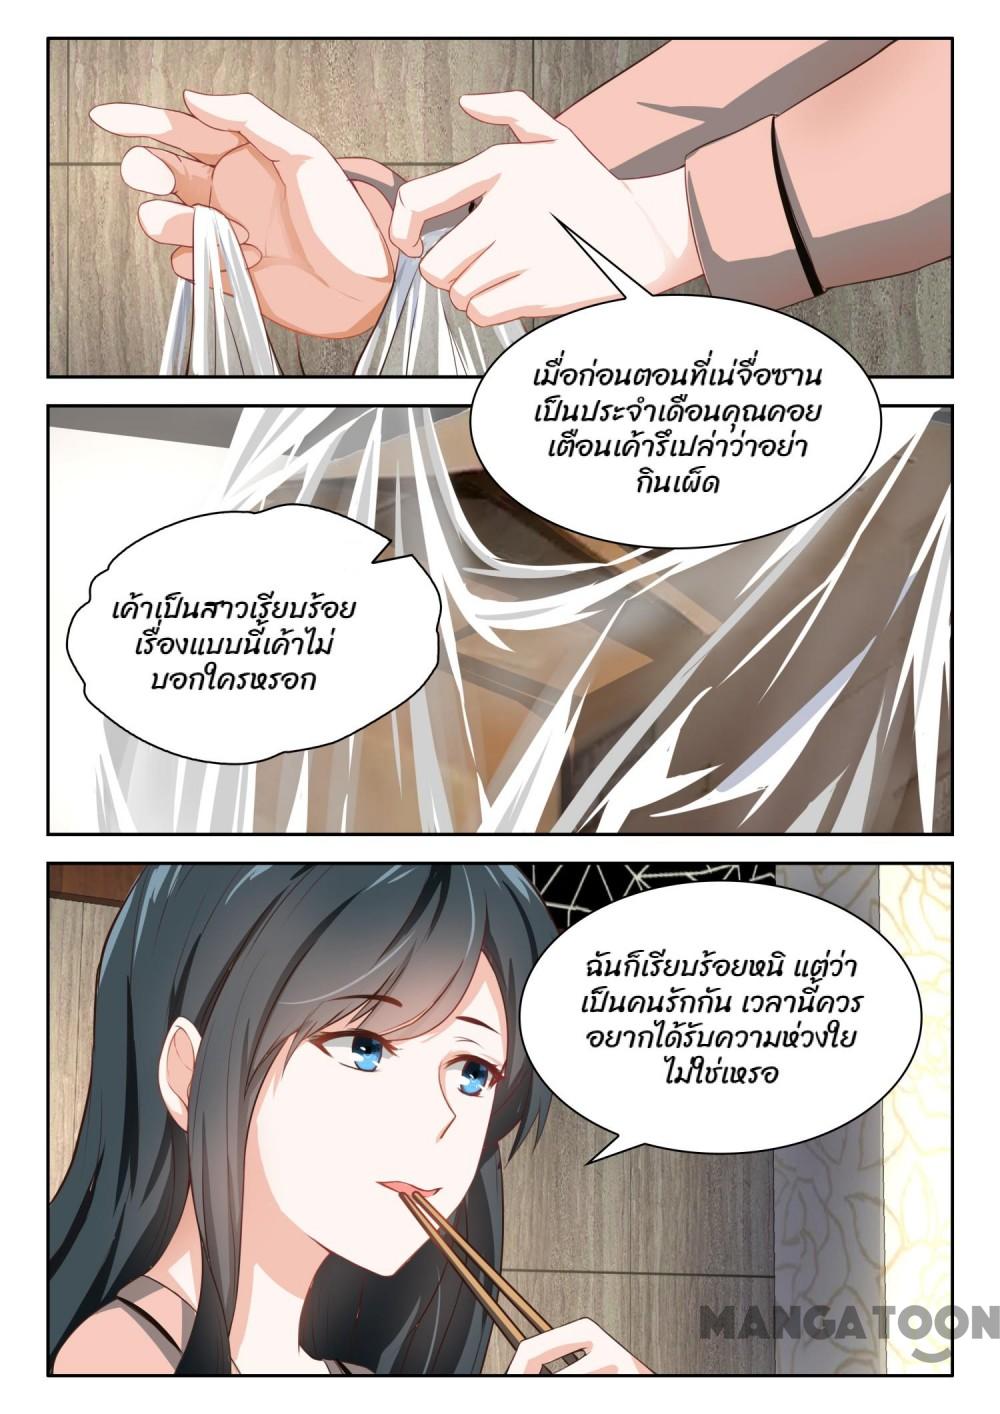 เมื่อก่อนตอนที่เน่จื่อซาน
เป็นประจำเดือนคุณคอย
เตือนเค้ารึเปล่าว่าอย่า
กินเผ็ด
เค้าเป็นสาวเรียบร้อย
เรื่องแบบนี้เค้าไม่
บอกใครหรอก
ฉันก็เรียบร้อยหนิ แต่ว่า
เป็นคนรักกัน เวลานี้ควร
อยากได้รับความห่วงใย
ไม่ใช่เหรอ
MANGATOON